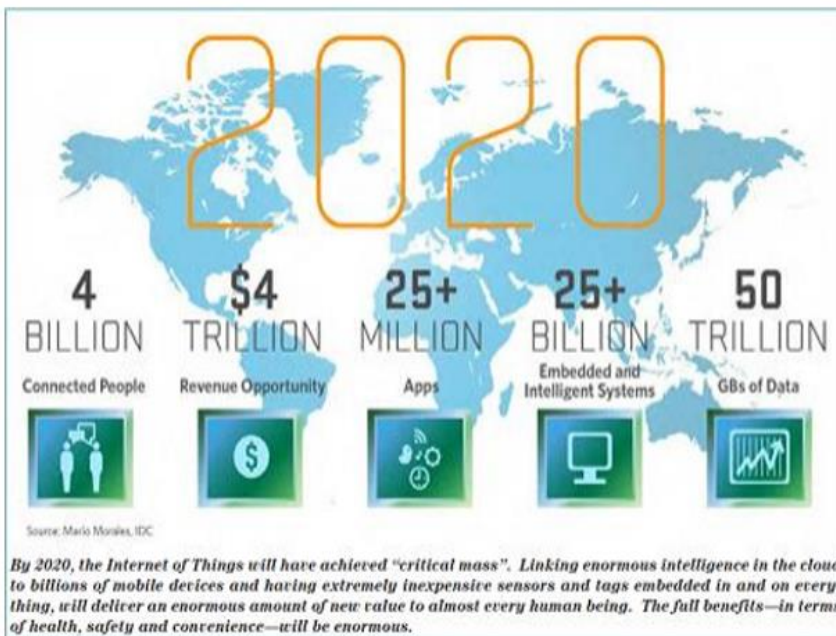 2020
4 $4 25+ 25+ 50
BILLION TRILLION MILLION BILLION TRILLION
Connected People Revenue Opportunity Apps Embedded and Intelligent Systems GBs of Data
Source: Mario Morales, IDC
By 2020, the Internet of Things will have achieved “critical mass”. Linking enormous intelligence in the cloud
to billions of mobile devices and having extremely inexpensive sensors and tags embedded in and on every
thing, will deliver an enormous amount of new value to almost every human being. The full benefits—in terms
of health, safety and convenience—will be enormous.